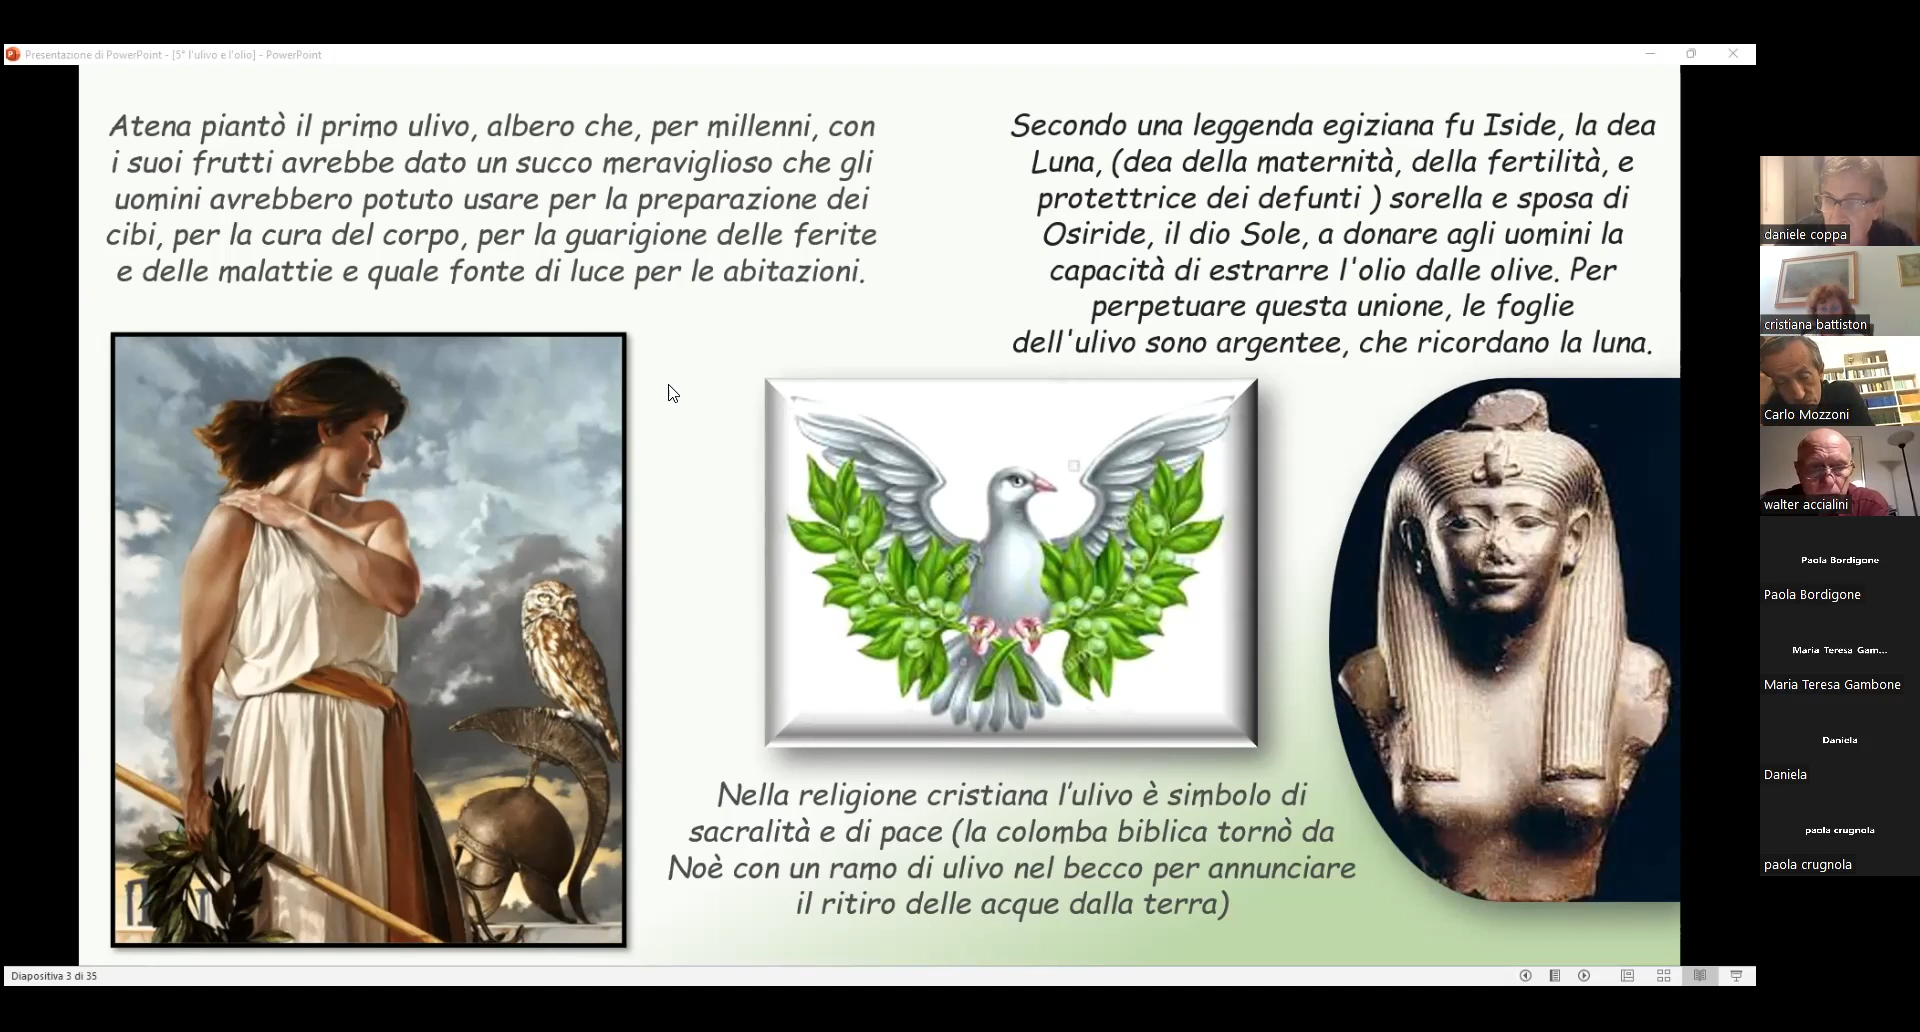 Presentazione di PowerPoint - [5° l'ulivo e l'olio] - PowerPoint
Atena piantò il primo ulivo, albero che, per millenni, con
i suoi frutti avrebbe dato un succo meraviglioso che gli
uomini avrebbero potuto usare per la preparazione dei
cibi, per la cura del corpo, per la guarigione delle ferite
e delle malattie e quale fonte di luce per le abitazioni.
Secondo una leggenda egiziana fu Iside, la dea
Luna, (dea della maternità, della fertilità, e
protettrice dei defunti ) sorella e sposa di
Osiride, il dio Sole, a donare agli uomini la
capacità di estrarre l'olio dalle olive. Per
perpetuare questa unione, le foglie
dell'ulivo sono argentee, che ricordano la luna.
Nella religione cristiana l'ulivo è simbolo di
sacralità e di pace (la colomba biblica tornò da
Noè con un ramo di ulivo nel becco per annunciare
il ritiro delle acque dalla terra)
Diapositiva 3 di 35
daniele coppa
cristiana battiston
Carlo Mozzoni
walter accialini
Paola Bordigone
Paola Bordigone
Maria Teresa Gam...
Maria Teresa Gambone
Daniela
Daniela
paola crugnola
paola crugnola